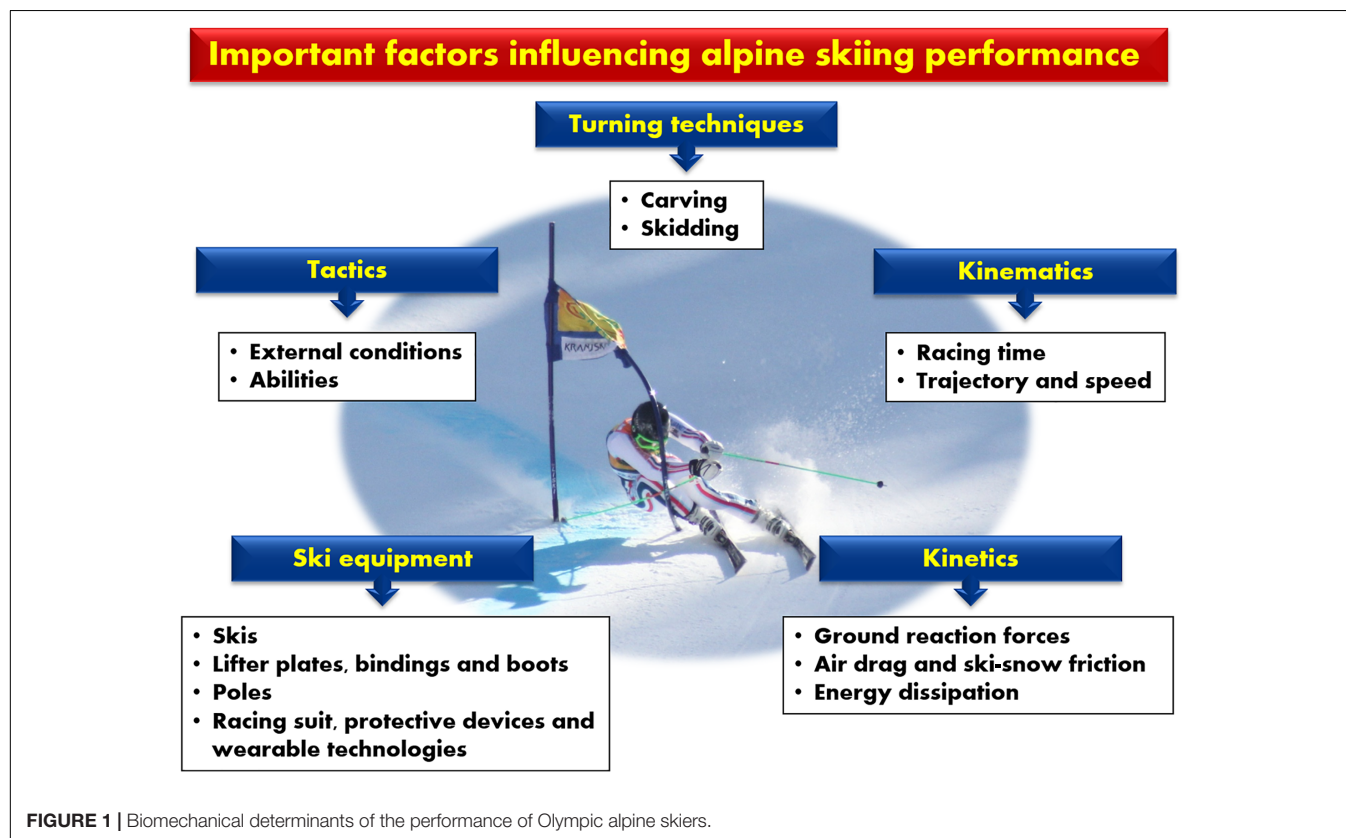 Important factors influencing alpine skiing performance
Turning techniques
• Carving
• Skidding
Tactics
• External conditions
• Abilities
Kinematics
• Racing time
• Trajectory and speed
KRANJSK
Ski equipment
• Skis
• Lifter plates, bindings and boots
• Poles
• Racing suit, protective devices and
wearable technologies
Kinetics
• Ground reaction forces
• Air drag and ski-snow friction
• Energy dissipation
FIGURE 1 | Biomechanical determinants of the performance of Olympic alpine skiers.